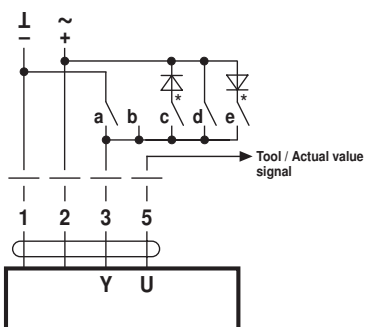 ⊥ ~
− +
a b c * d e *
Tool / Actual value
signal
1 2 3 5
Y U